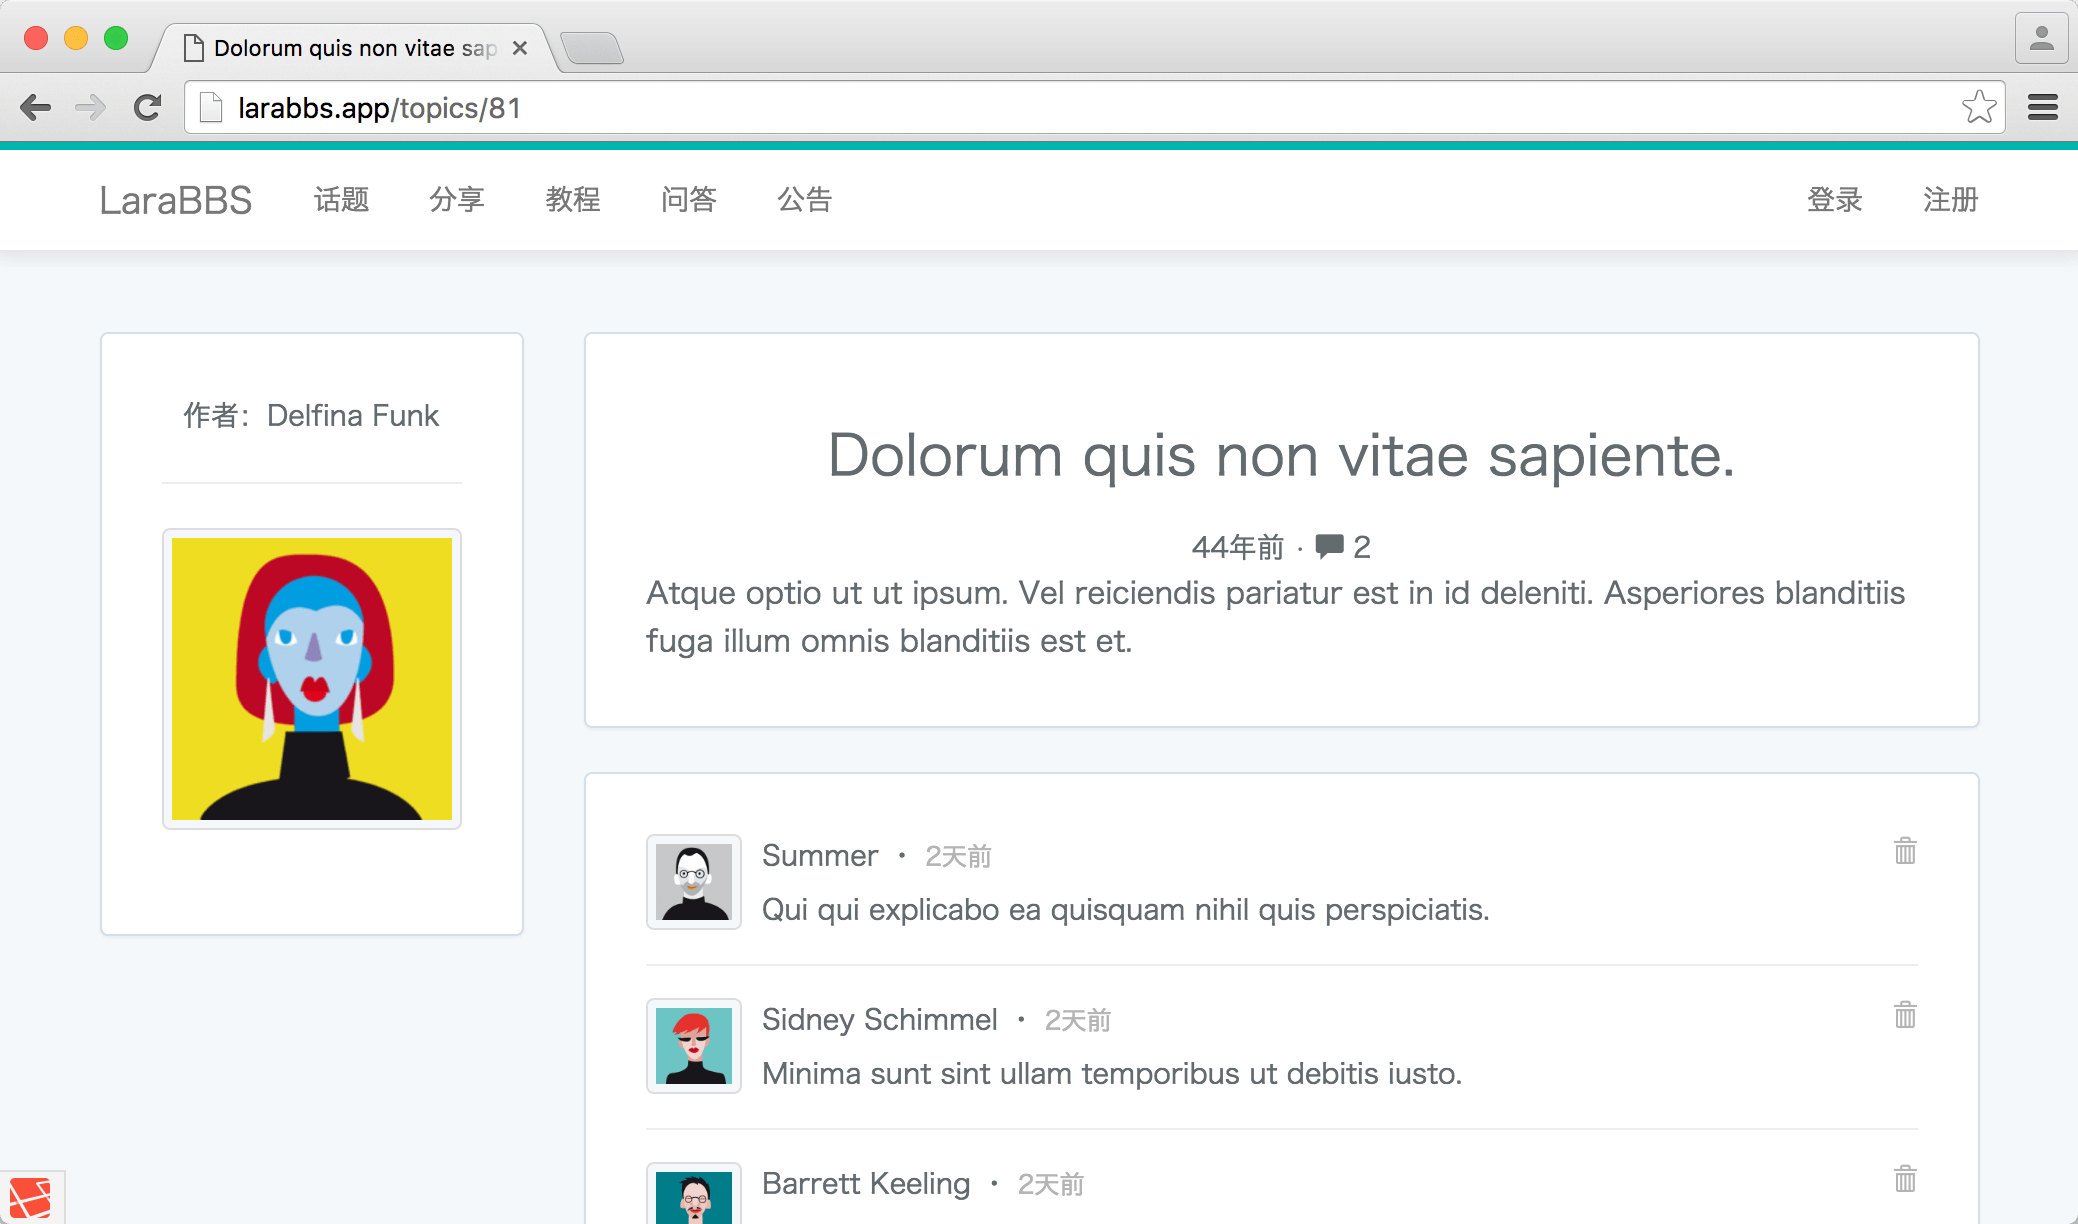 Dolorum quis non vitae sap
larabbs.app/topics/81
LaraBBS 话题 分享 教程 问答 公告 登录 注册
作者：Delfina Funk
Dolorum quis non vitae sapiente.
44年前 · 2
Atque optio ut ut ipsum. Vel reiciendis pariatur est in id deleniti. Asperiores blanditiis
fuga illum omnis blanditiis est et.
Summer • 2天前
Qui qui explicabo ea quisquam nihil quis perspiciatis.
Sidney Schimmel • 2天前
Minima sunt sint ullam temporibus ut debitis iusto.
Barrett Keeling • 2天前